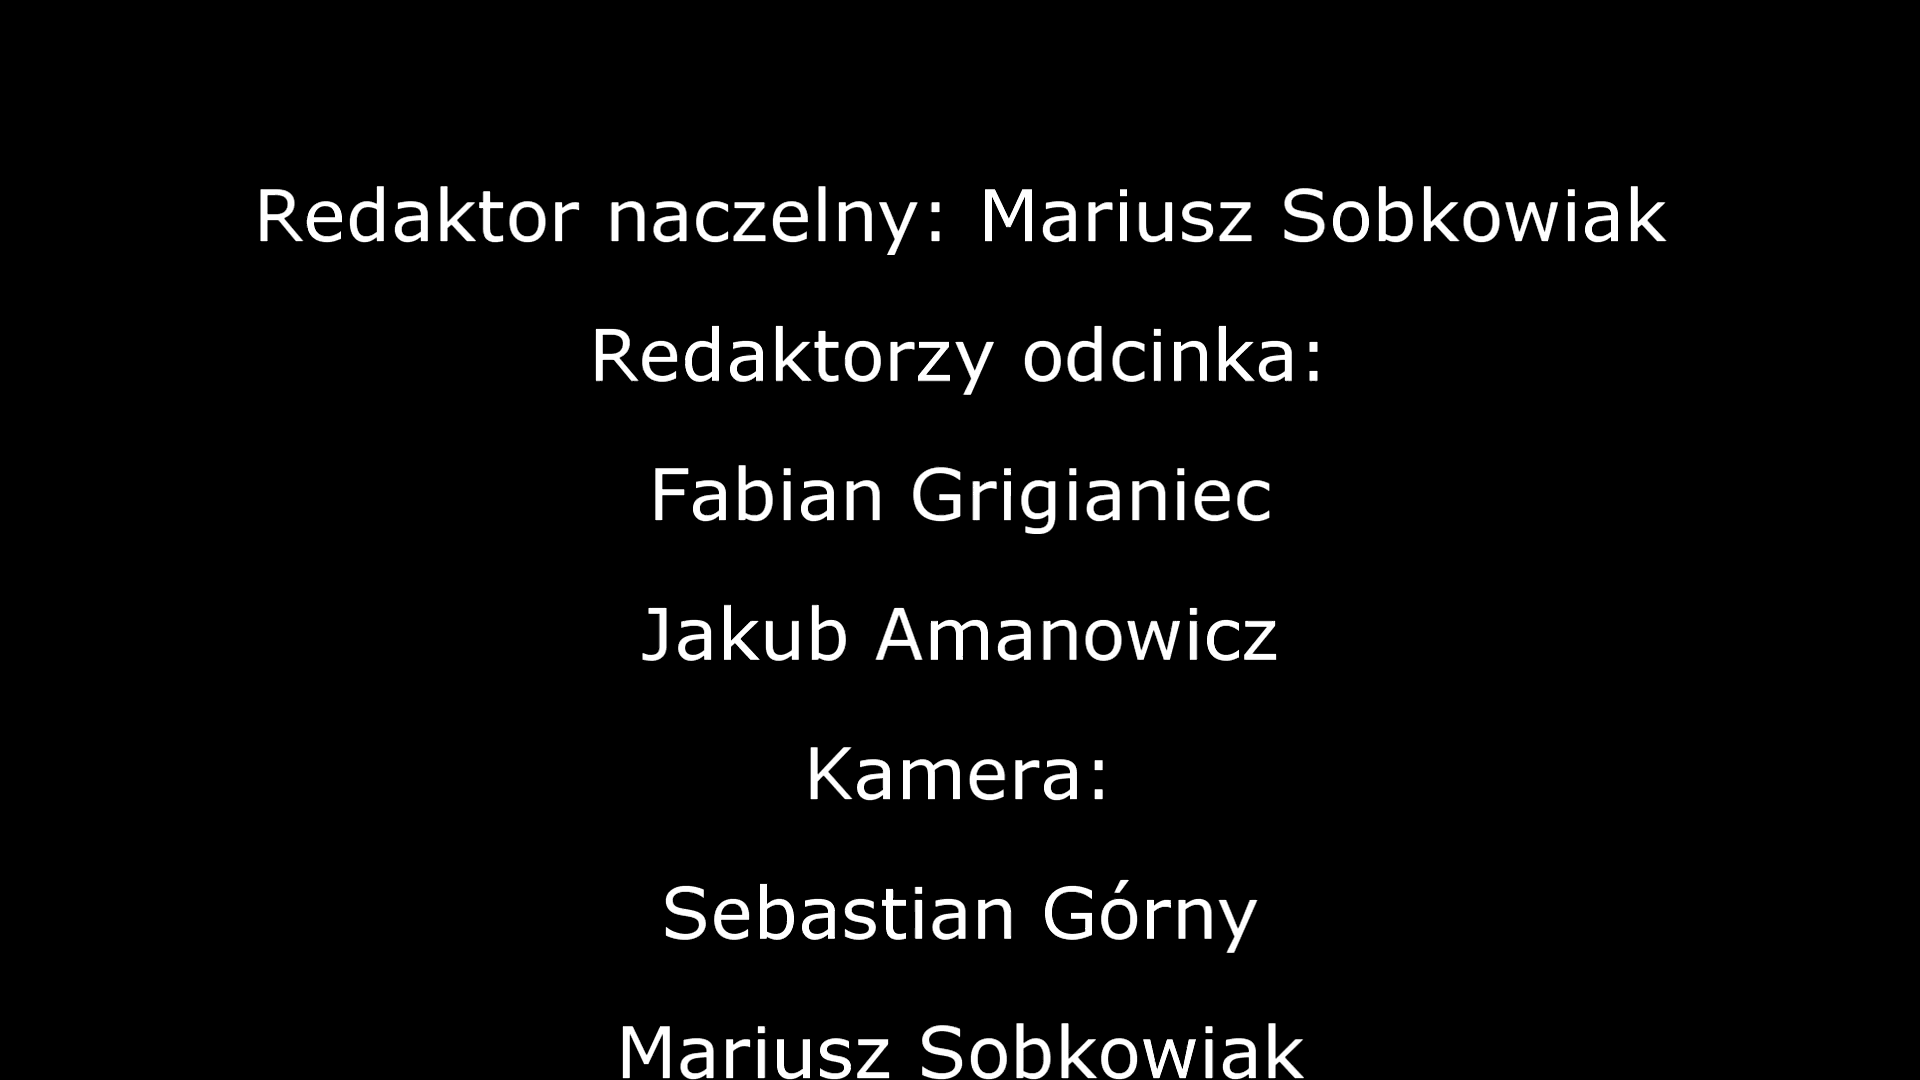 Redaktor naczelny: Mariusz Sobkowiak
Redaktorzy odcinka:
Fabian Grigianiec
Jakub Amanowicz
Kamera:
Sebastian Górny
Mariusz Sobkowiak